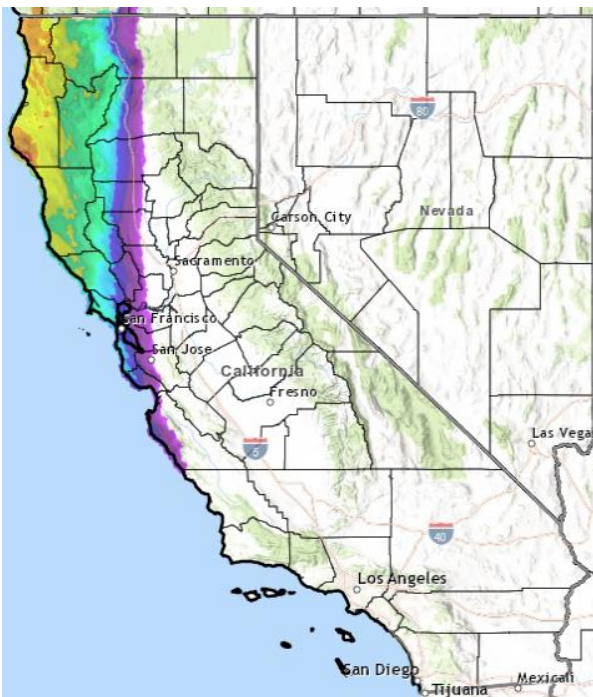 80
Nevada
Carson City
Sacramento
San Francisco
San Jose
California
Fresno
Las Vega
5
40
Los Angeles
San Diego
Tijuana
Mexicali